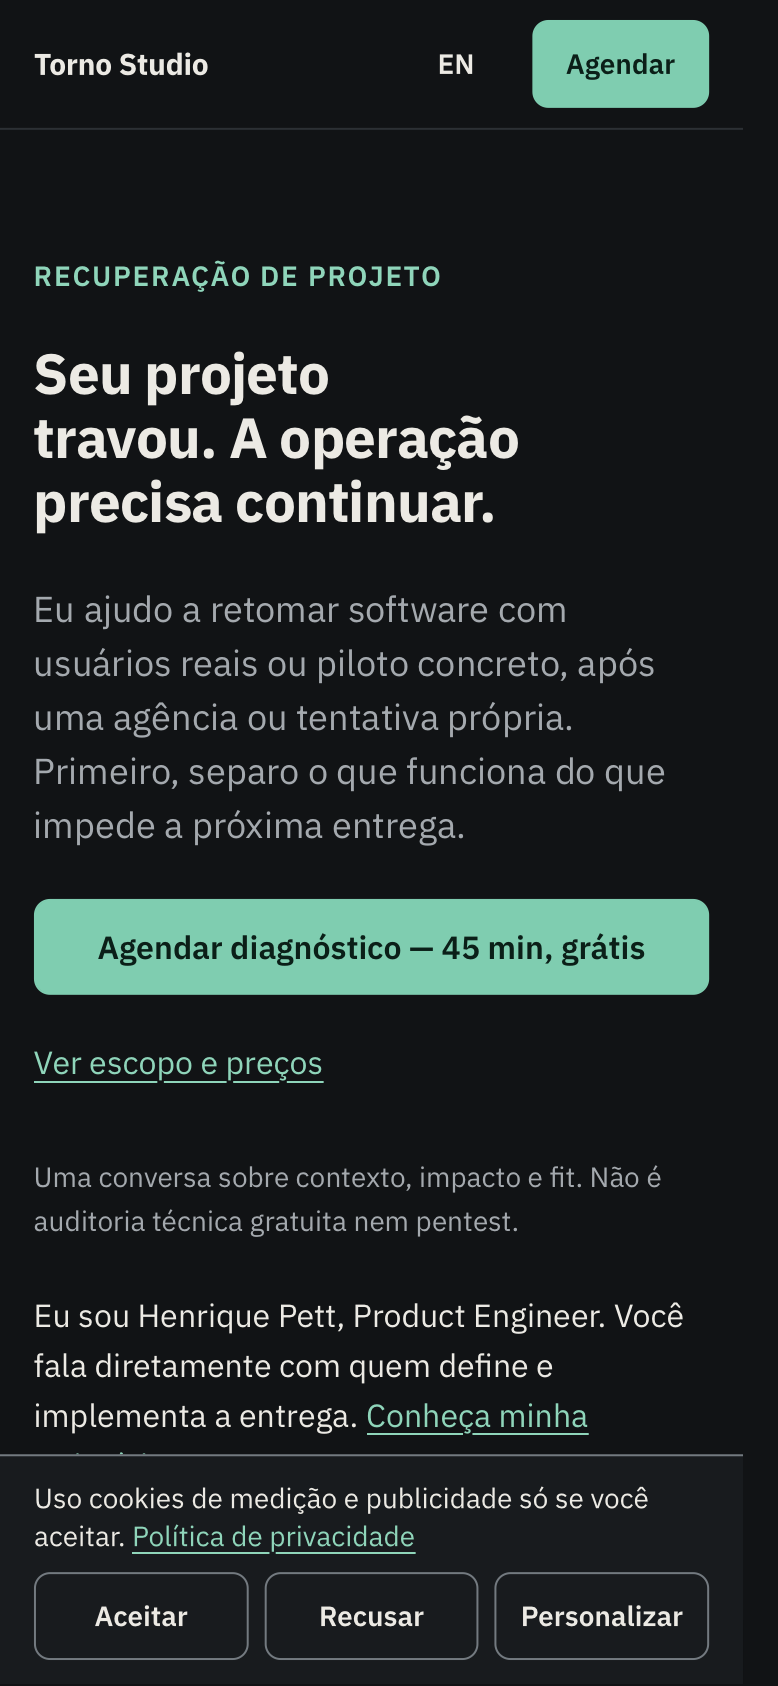 Torno Studio
EN
Agendar
RECUPERAÇÃO DE PROJETO
Seu projeto
travou. A operação
precisa continuar.
Eu ajudo a retomar software com
usuários reais ou piloto concreto, após
uma agência ou tentativa própria.
Primeiro, separo o que funciona do que
impede a próxima entrega.
Agendar diagnóstico — 45 min, grátis
Ver escopo e preços
Uma conversa sobre contexto, impacto e fit. Não é
auditoria técnica gratuita nem pentest.
Eu sou Henrique Pett, Product Engineer. Você
fala diretamente com quem define e
implementa a entrega. Conheça minha
Uso cookies de medição e publicidade só se você
aceitar. Política de privacidade
Aceitar
Recusar
Personalizar